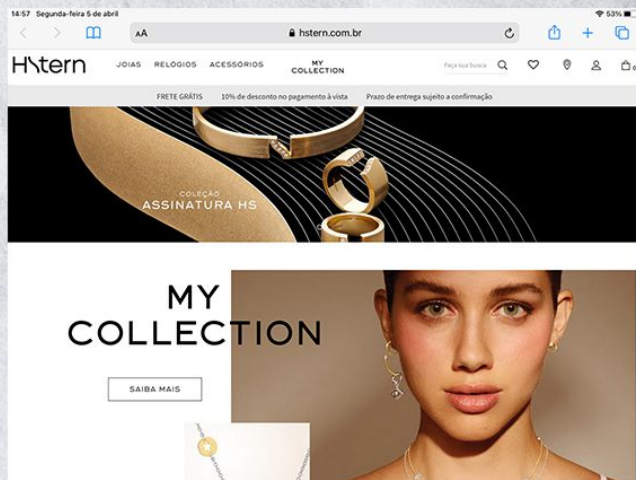 14:57 Segunda-feira 5 de abril 53%
AA hstern.com.br
Hstern JOIAS RELÓGIOS ACESSÓRIOS MY COLLECTION Faça sua busca 0
FRETE GRÁTIS 10% de desconto no pagamento à vista Prazo de entrega sujeito a confirmação
COLEÇÃO
ASSINATURA HS
MY
COLLECTION
SAIBA MAIS